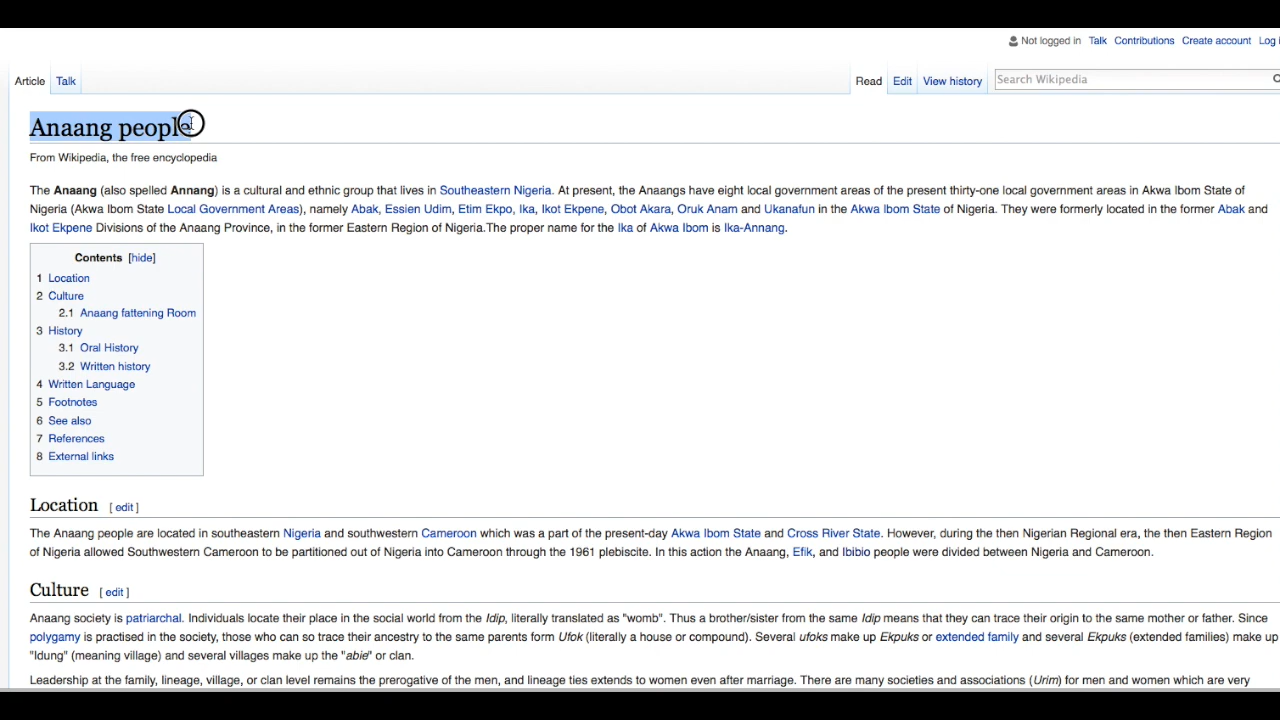 Not logged in Talk Contributions Create account Log i
Article Talk Read Edit View history Search Wikipedia
Anaang people
From Wikipedia, the free encyclopedia
The Anaang (also spelled Annang) is a cultural and ethnic group that lives in Southeastern Nigeria. At present, the Anaangs have eight local government areas of the present thirty-one local government areas in Akwa Ibom State of
Nigeria (Akwa Ibom State Local Government Areas), namely Abak, Essien Udim, Etim Ekpo, Ika, Ikot Ekpene, Obot Akara, Oruk Anam and Ukanafun in the Akwa Ibom State of Nigeria. They were formerly located in the former Abak and
Ikot Ekpene Divisions of the Anaang Province, in the former Eastern Region of Nigeria.The proper name for the Ika of Akwa Ibom is Ika-Annang.
Contents [hide]
1 Location
2 Culture
2.1 Anaang fattening Room
3 History
3.1 Oral History
3.2 Written history
4 Written Language
5 Footnotes
6 See also
7 References
8 External links
Location [ edit ]
The Anaang people are located in southeastern Nigeria and southwestern Cameroon which was a part of the present-day Akwa Ibom State and Cross River State. However, during the then Nigerian Regional era, the then Eastern Region
of Nigeria allowed Southwestern Cameroon to be partitioned out of Nigeria into Cameroon through the 1961 plebiscite. In this action the Anaang, Efik, and Ibibio people were divided between Nigeria and Cameroon.
Culture [ edit ]
Anaang society is patriarchal. Individuals locate their place in the social world from the Idip, literally translated as "womb". Thus a brother/sister from the same Idip means that they can trace their origin to the same mother or father. Since
polygamy is practised in the society, those who can so trace their ancestry to the same parents form Ufok (literally a house or compound). Several ufoks make up Ekpuks or extended family and several Ekpuks (extended families) make up
"Idung" (meaning village) and several villages make up the "abie" or clan.
Leadership at the family, lineage, village, or clan level remains the prerogative of the men, and lineage ties extends to women even after marriage. There are many societies and associations (Urim) for men and women which are very